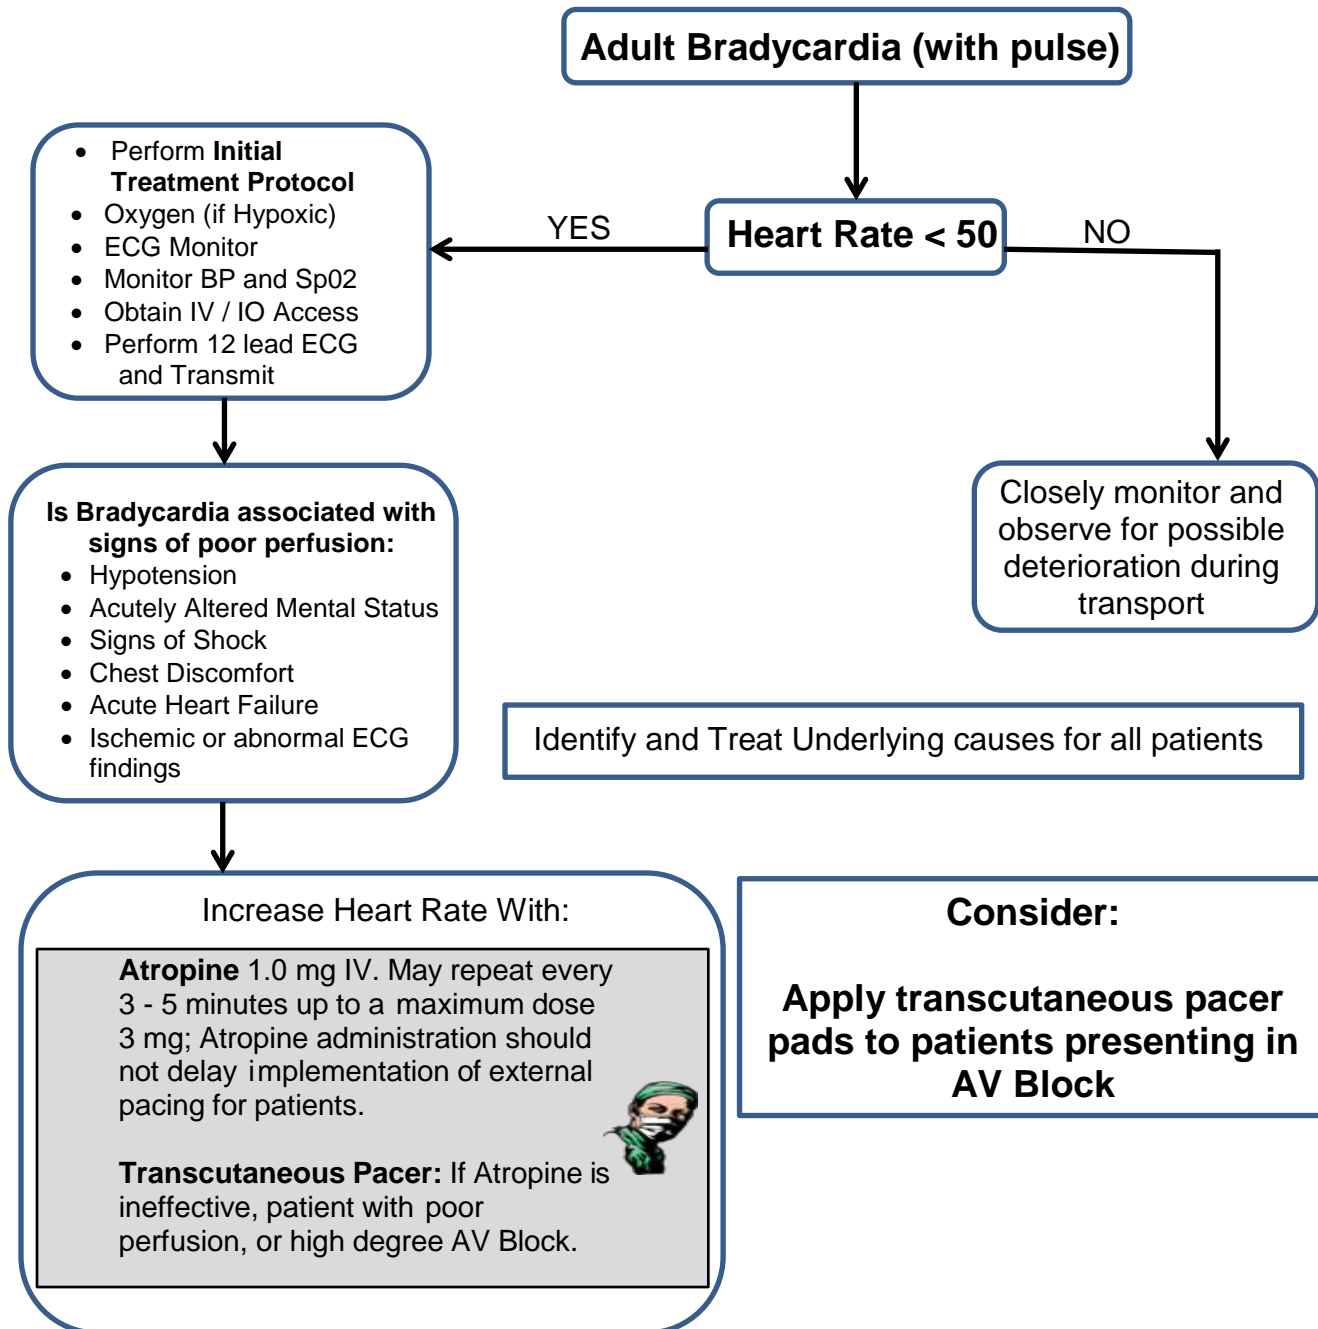 Adult Bradycardia (with pulse)
Heart Rate < 50
YES
NO
• Perform Initial
Treatment Protocol
• Oxygen (if Hypoxic)
• ECG Monitor
• Monitor BP and Sp02
• Obtain IV / IO Access
• Perform 12 lead ECG
and Transmit
Is Bradycardia associated with
signs of poor perfusion:
• Hypotension
• Acutely Altered Mental Status
• Signs of Shock
• Chest Discomfort
• Acute Heart Failure
• Ischemic or abnormal ECG
findings
Closely monitor and
observe for possible
deterioration during
transport
Identify and Treat Underlying causes for all patients
Increase Heart Rate With:
Atropine 1.0 mg IV. May repeat every
3 - 5 minutes up to a maximum dose
3 mg; Atropine administration should
not delay implementation of external
pacing for patients.
Transcutaneous Pacer: If Atropine is
ineffective, patient with poor
perfusion, or high degree AV Block.
Consider:
Apply transcutaneous pacer
pads to patients presenting in
AV Block